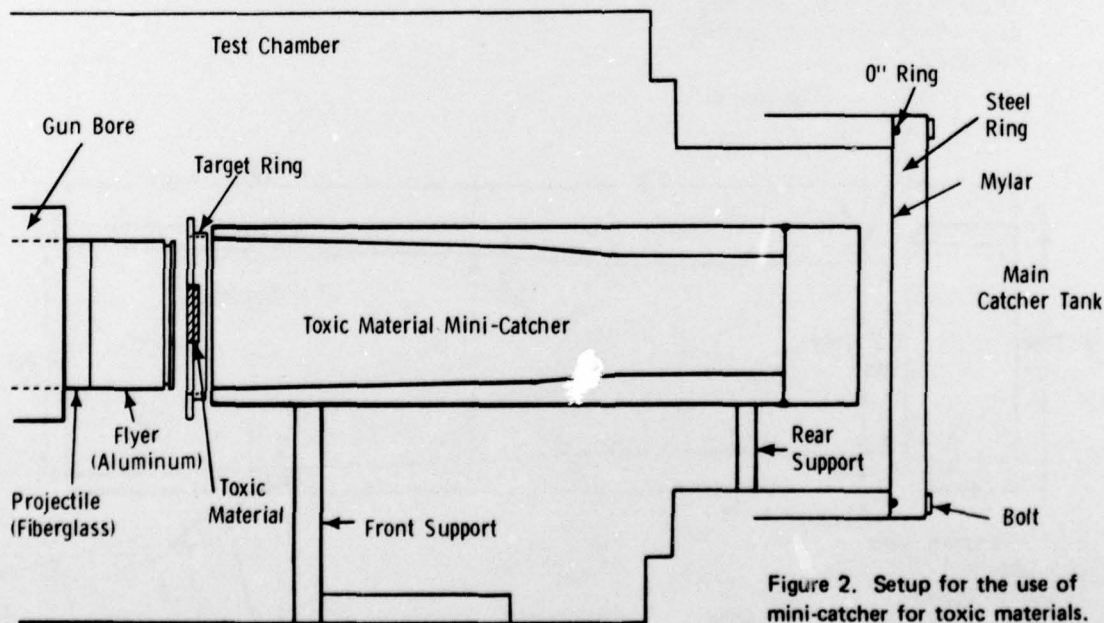 Test Chamber
0" Ring
Steel
Ring
Gun Bore
Target Ring
Mylar
Main
Catcher Tank
Toxic Material Mini-Catcher
Flyer
(Aluminum)
Rear
Support
Projectile
(Fiberglass)
Toxic
Material
Front Support
Bolt
Figure 2. Setup for the use of
mini-catcher for toxic materials.